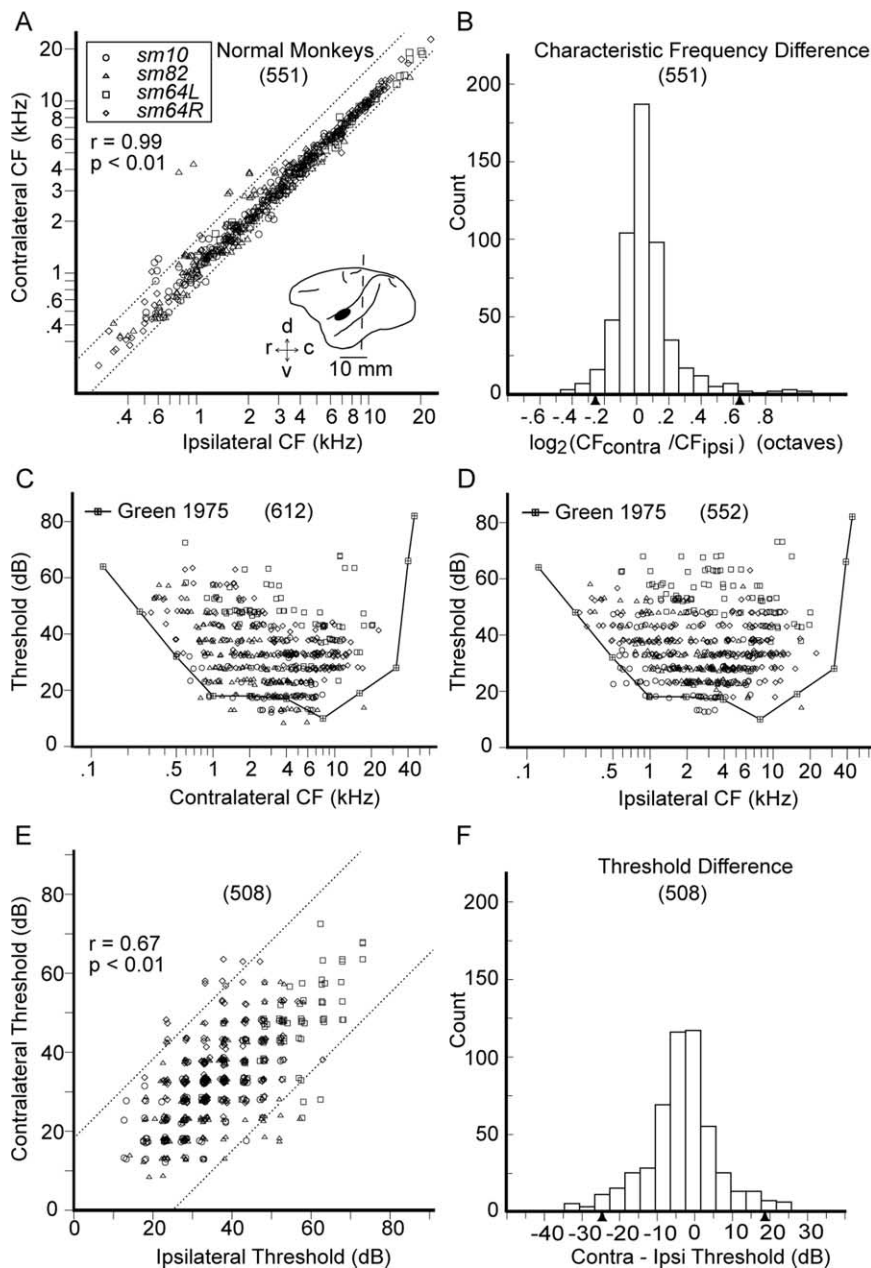 A
Normal Monkeys
(551)
sm10
sm82
sm64L
sm64R
r = 0.99
p < 0.01
Contralateral CF (kHz)
20
10
8
6
4
3
2
1
.6
.4
d
r c
v
10 mm
.4 1 2 3 4 6 8 10 20
Ipsilateral CF (kHz)
B
Characteristic Frequency Difference
(551)
Count
200
150
100
50
0
-.6 -.4 -.2 0 .2 .4 .6 .8
log2(CFcontra /CFipsi) (octaves)
C
Green 1975 (612)
Threshold (dB)
80
60
40
20
0
.1 .5 1 2 4 6 10 20 40
Contralateral CF (kHz)
D
Green 1975 (552)
Threshold (dB)
80
60
40
20
0
.1 .5 1 2 4 6 10 20 40
Ipsilateral CF (kHz)
E
(508)
r = 0.67
p < 0.01
Contralateral Threshold (dB)
80
60
40
20
0
0 20 40 60 80
Ipsilateral Threshold (dB)
F
Threshold Difference
(508)
Count
200
150
100
50
0
-40 -30 -20 -10 0 10 20 30
Contra - Ipsi Threshold (dB)